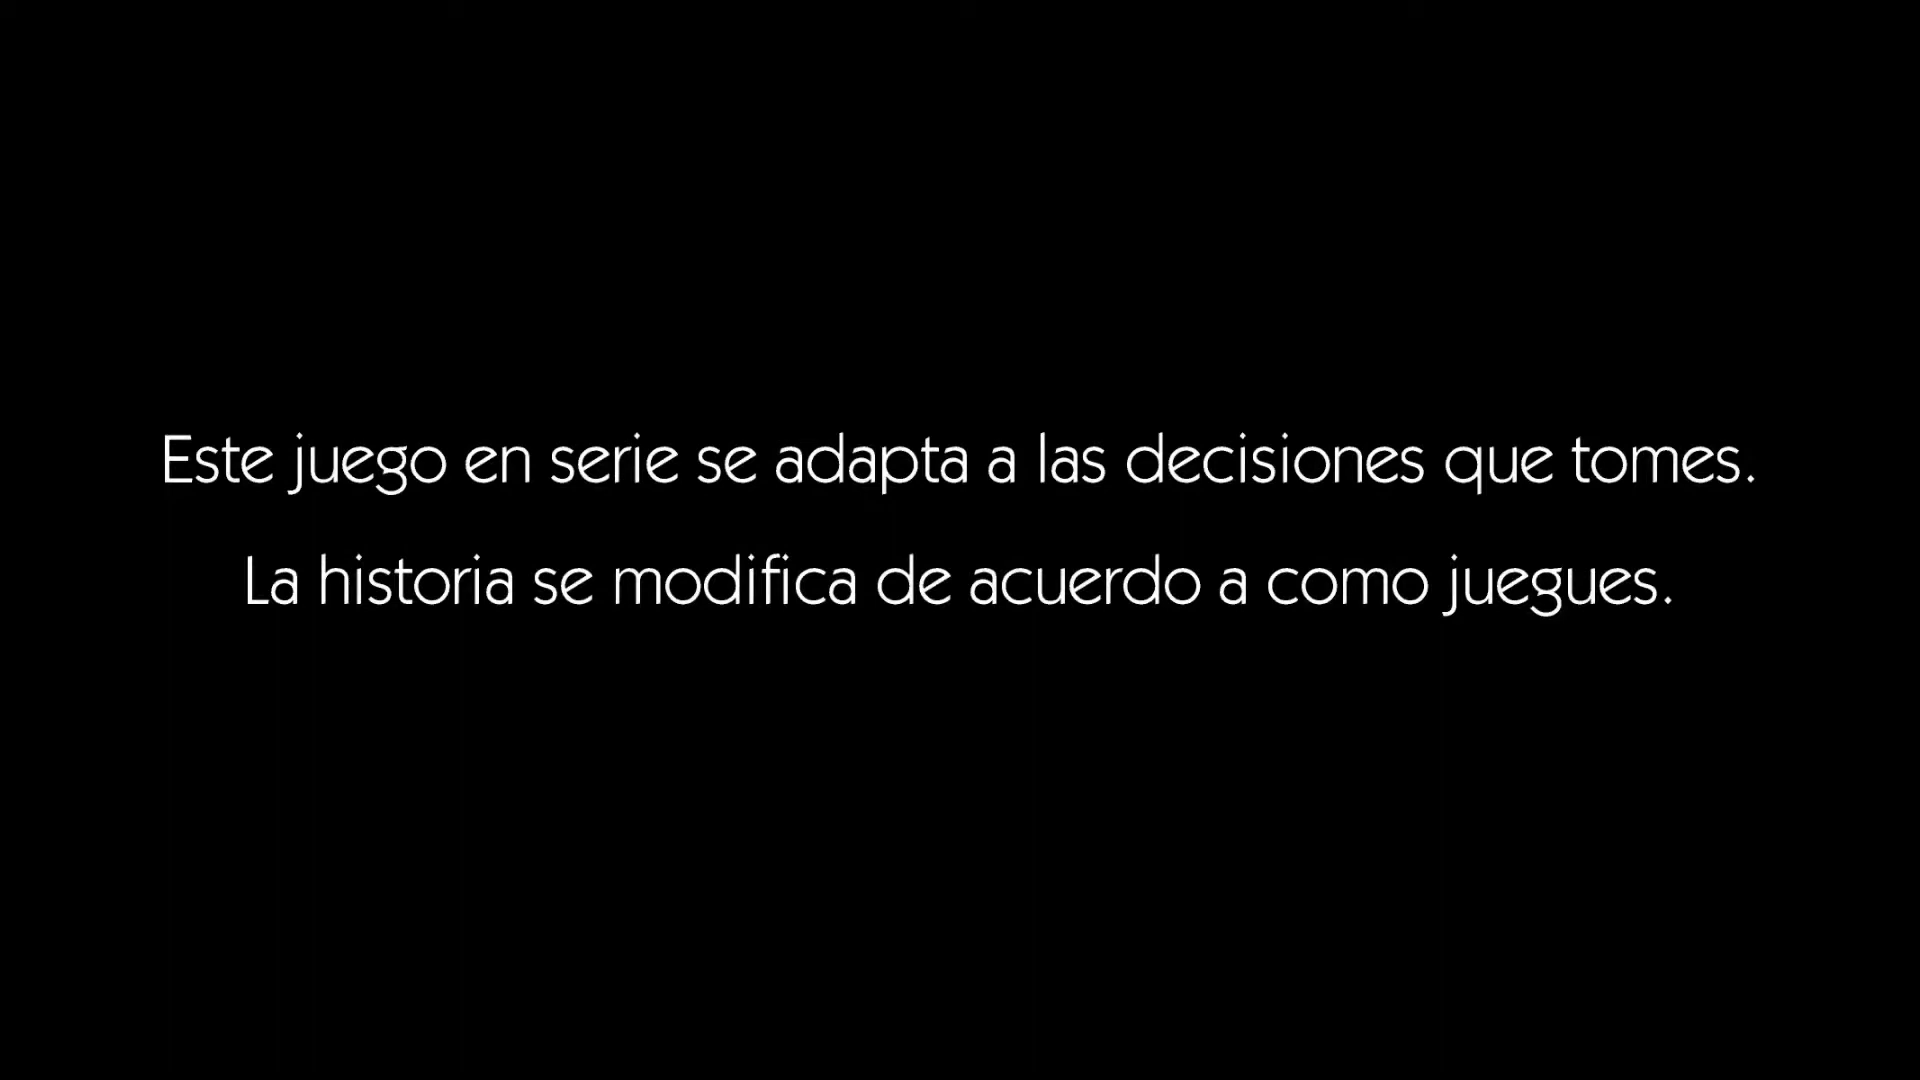 Este juego en serie se adapta a las decisiones que tomes.
La historia se modifica de acuerdo a como juegues.